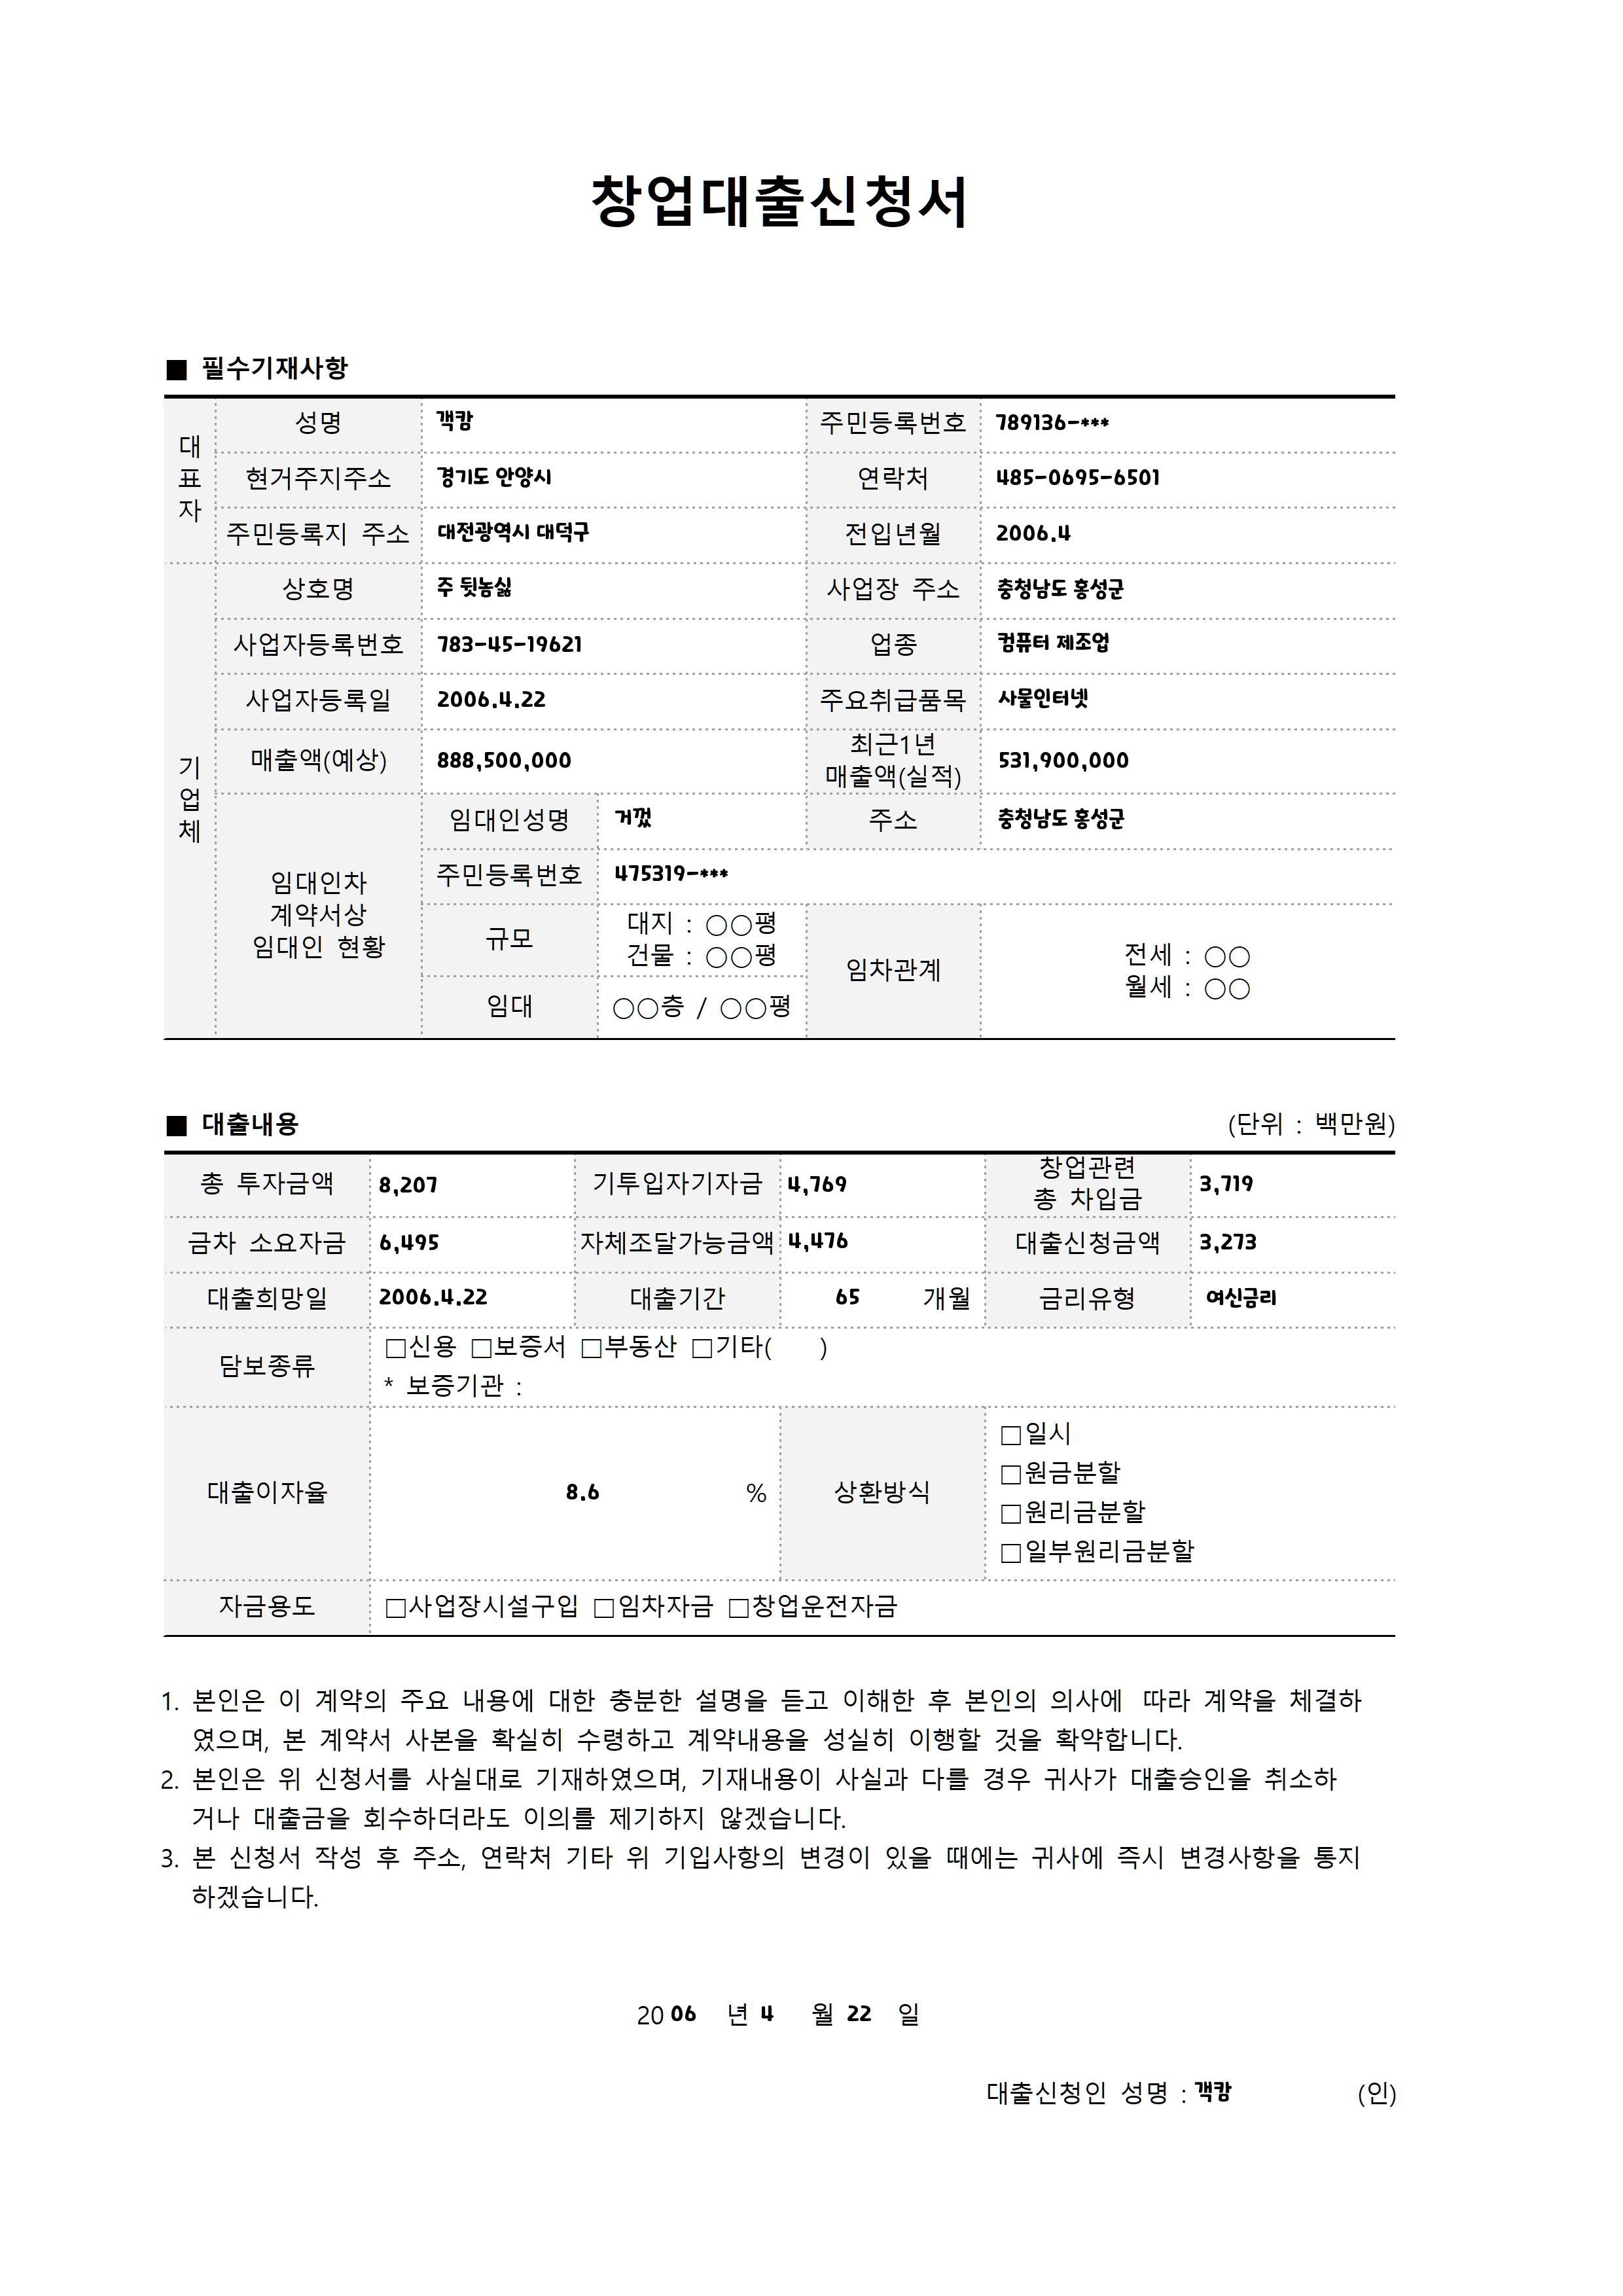 창업대출신청서
■ 필수기재사항
대표자
성명 객캄 주민등록번호 789136-***
현거주지주소 경기도 안양시 연락처 485-0695-6501
주민등록지 주소 대전광역시 대덕구 전입년월 2006.4
기업체
상호명 주 뒷놈싫 사업장 주소 충청남도 홍성군
사업자등록번호 783-45-19621 업종 컴퓨터 제조업
사업자등록일 2006.4.22 주요취급품목 사물인터넷
매출액(예상) 888,500,000 최근1년
매출액(실적) 531,900,000
임대인차
계약서상
임대인 현황
임대인성명 거껐 주소 충청남도 홍성군
주민등록번호 475319-***
규모 대지 : ○○평
건물 : ○○평
임대 ○○층 / ○○평
임차관계 전세 : ○○
월세 : ○○
■ 대출내용 (단위 : 백만원)
총 투자금액 8,207 기투입자기자금 4,769 창업관련
총 차입금 3,719
금차 소요자금 6,495 자체조달가능금액 4,476 대출신청금액 3,273
대출희망일 2006.4.22 대출기간 65 개월 금리유형 여신금리
담보종류 □신용 □보증서 □부동산 □기타( )
* 보증기관 :
대출이자율 8.6 % 상환방식
□일시
□원금분할
□원리금분할
□일부원리금분할
자금용도 □사업장시설구입 □임차자금 □창업운전자금
1. 본인은 이 계약의 주요 내용에 대한 충분한 설명을 듣고 이해한 후 본인의 의사에 따라 계약을 체결하
였으며, 본 계약서 사본을 확실히 수령하고 계약내용을 성실히 이행할 것을 확약합니다.
2. 본인은 위 신청서를 사실대로 기재하였으며, 기재내용이 사실과 다를 경우 귀사가 대출승인을 취소하
거나 대출금을 회수하더라도 이의를 제기하지 않겠습니다.
3. 본 신청서 작성 후 주소, 연락처 기타 위 기입사항의 변경이 있을 때에는 귀사에 즉시 변경사항을 통지
하겠습니다.
20 06 년 4 월 22 일
대출신청인 성명 : 객캄 (인)